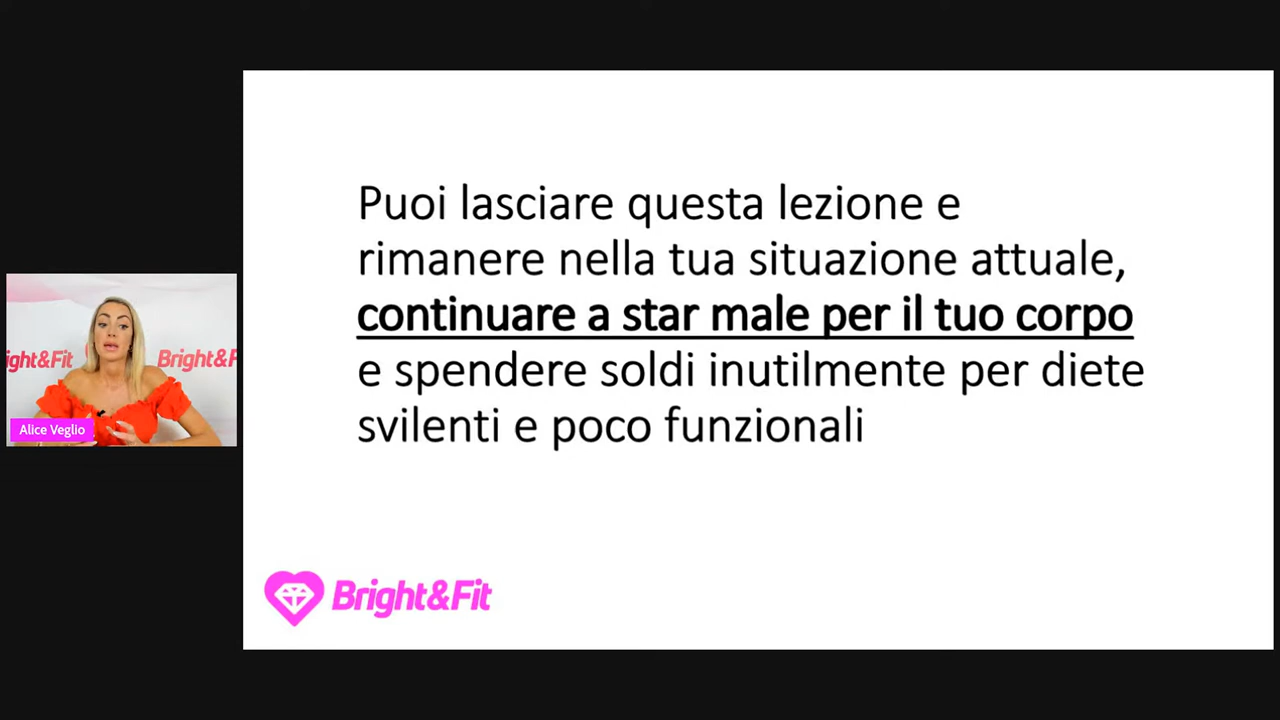 Puoi lasciare questa lezione e
rimanere nella tua situazione attuale,
continuare a star male per il tuo corpo
e spendere soldi inutilmente per diete
svilenti e poco funzionali
Bright&Fit
ight&Fit
Bright&Fi
Alice Veglio